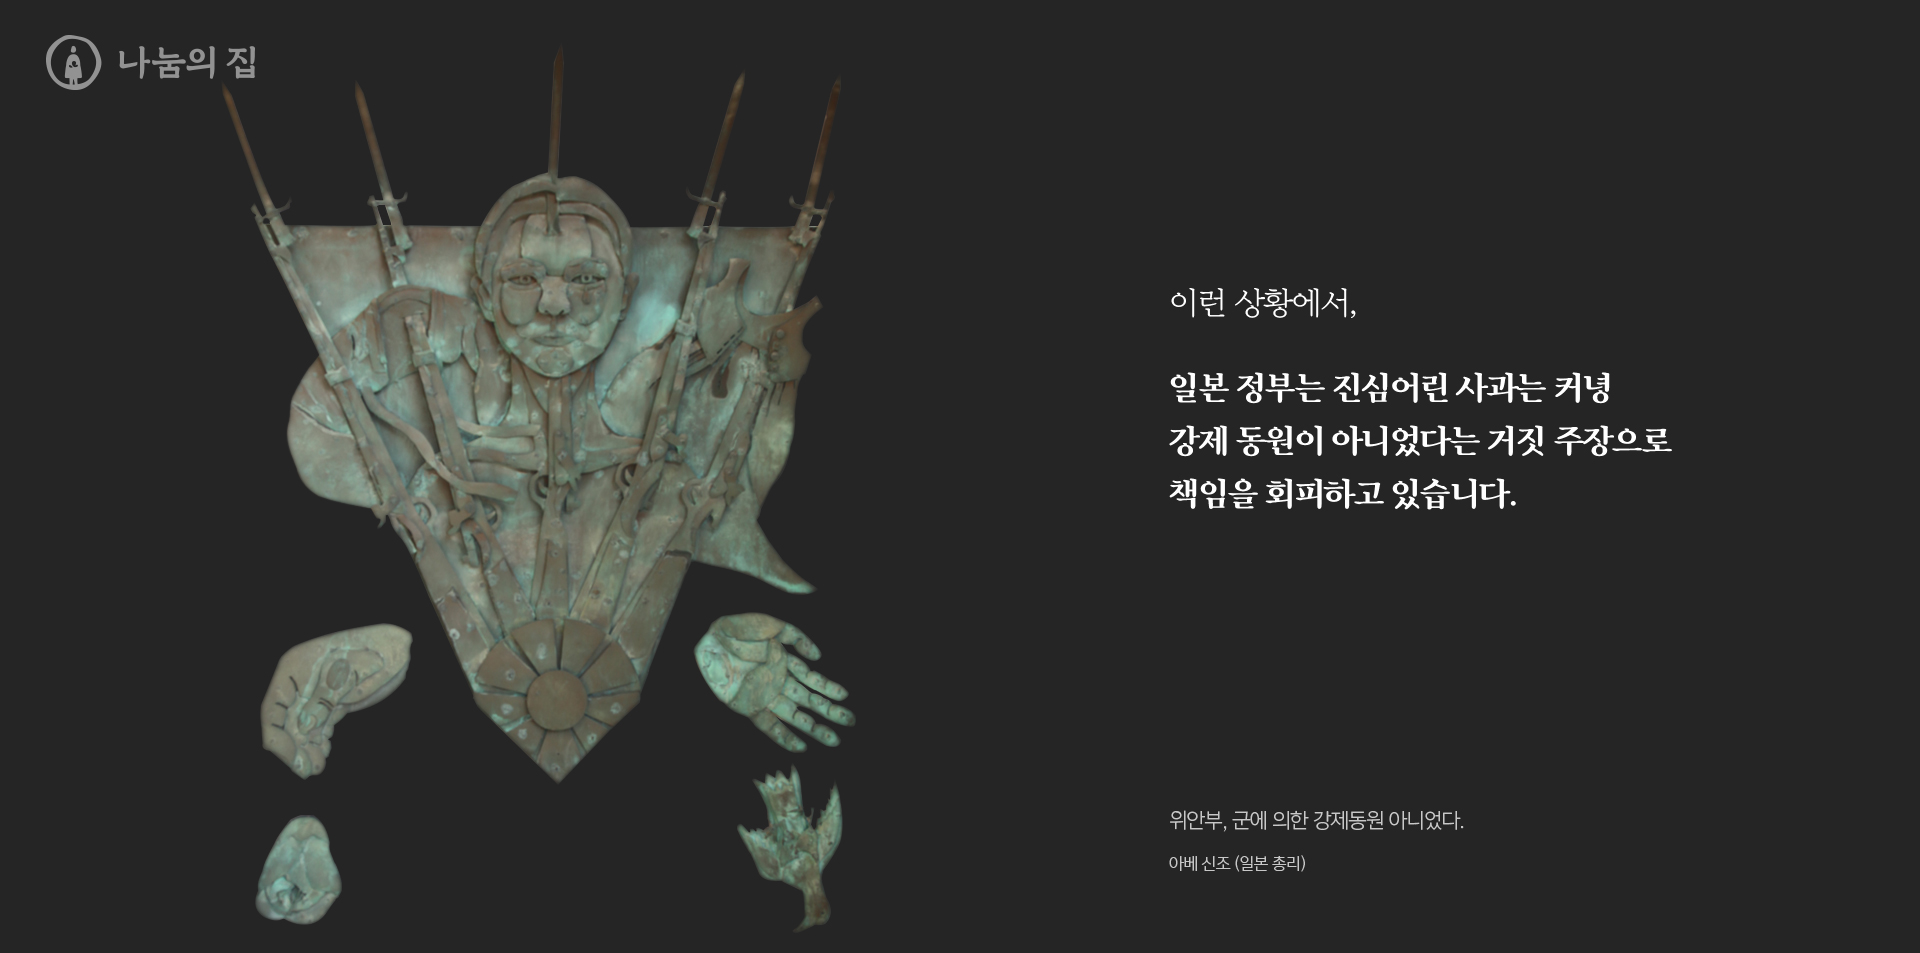 나눔의 집
이런 상황에서,
일본 정부는 진심어린 사과는 커녕
강제 동원이 아니었다는 거짓 주장으로
책임을 회피하고 있습니다.
위안부, 군에 의한 강제동원 아니었다.
아베 신조 (일본 총리)